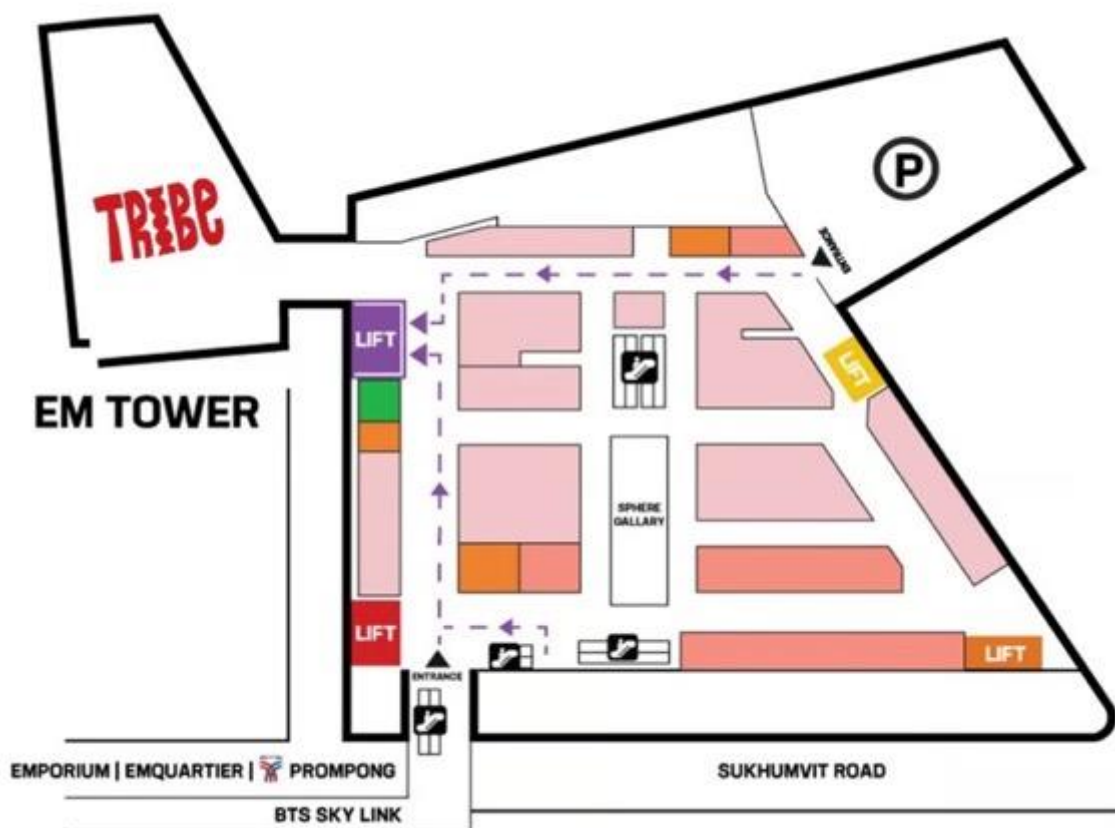 TRIBE
P
ENTRANCE
LIFT
LIFT
EM TOWER
SPHERE
GALLARY
LIFT
LIFT
ENTRANCE
EMPORIUM | EMQUARTIER | PROMPONG
SUKHUMVIT ROAD
BTS SKY LINK